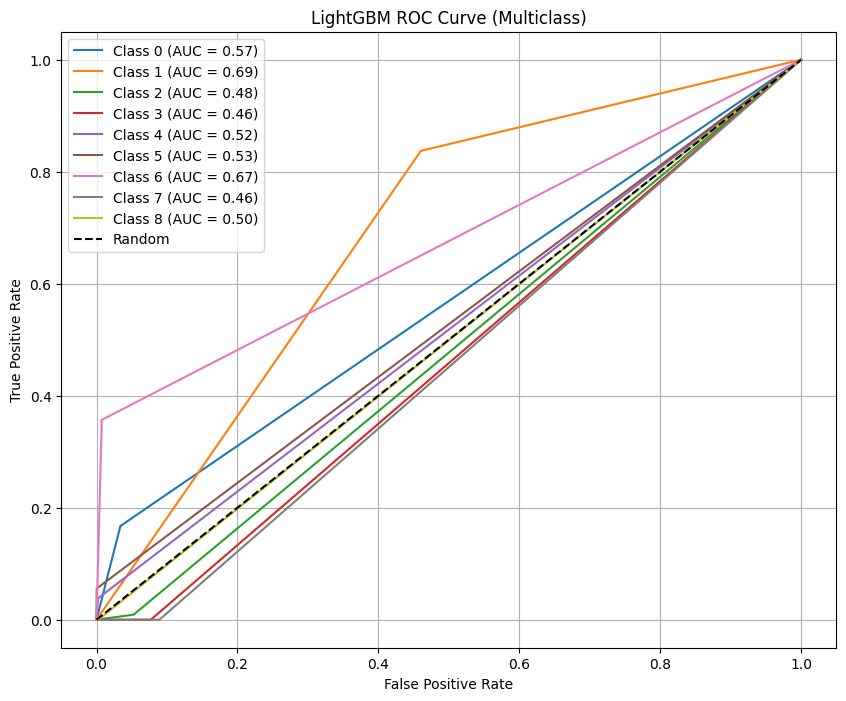 LightGBM ROC Curve (Multiclass)
Class 0 (AUC = 0.57)
Class 1 (AUC = 0.69)
Class 2 (AUC = 0.48)
Class 3 (AUC = 0.46)
Class 4 (AUC = 0.52)
Class 5 (AUC = 0.53)
Class 6 (AUC = 0.67)
Class 7 (AUC = 0.46)
Class 8 (AUC = 0.50)
Random
True Positive Rate
1.0
0.8
0.6
0.4
0.2
0.0
0.0 0.2 0.4 0.6 0.8 1.0
False Positive Rate